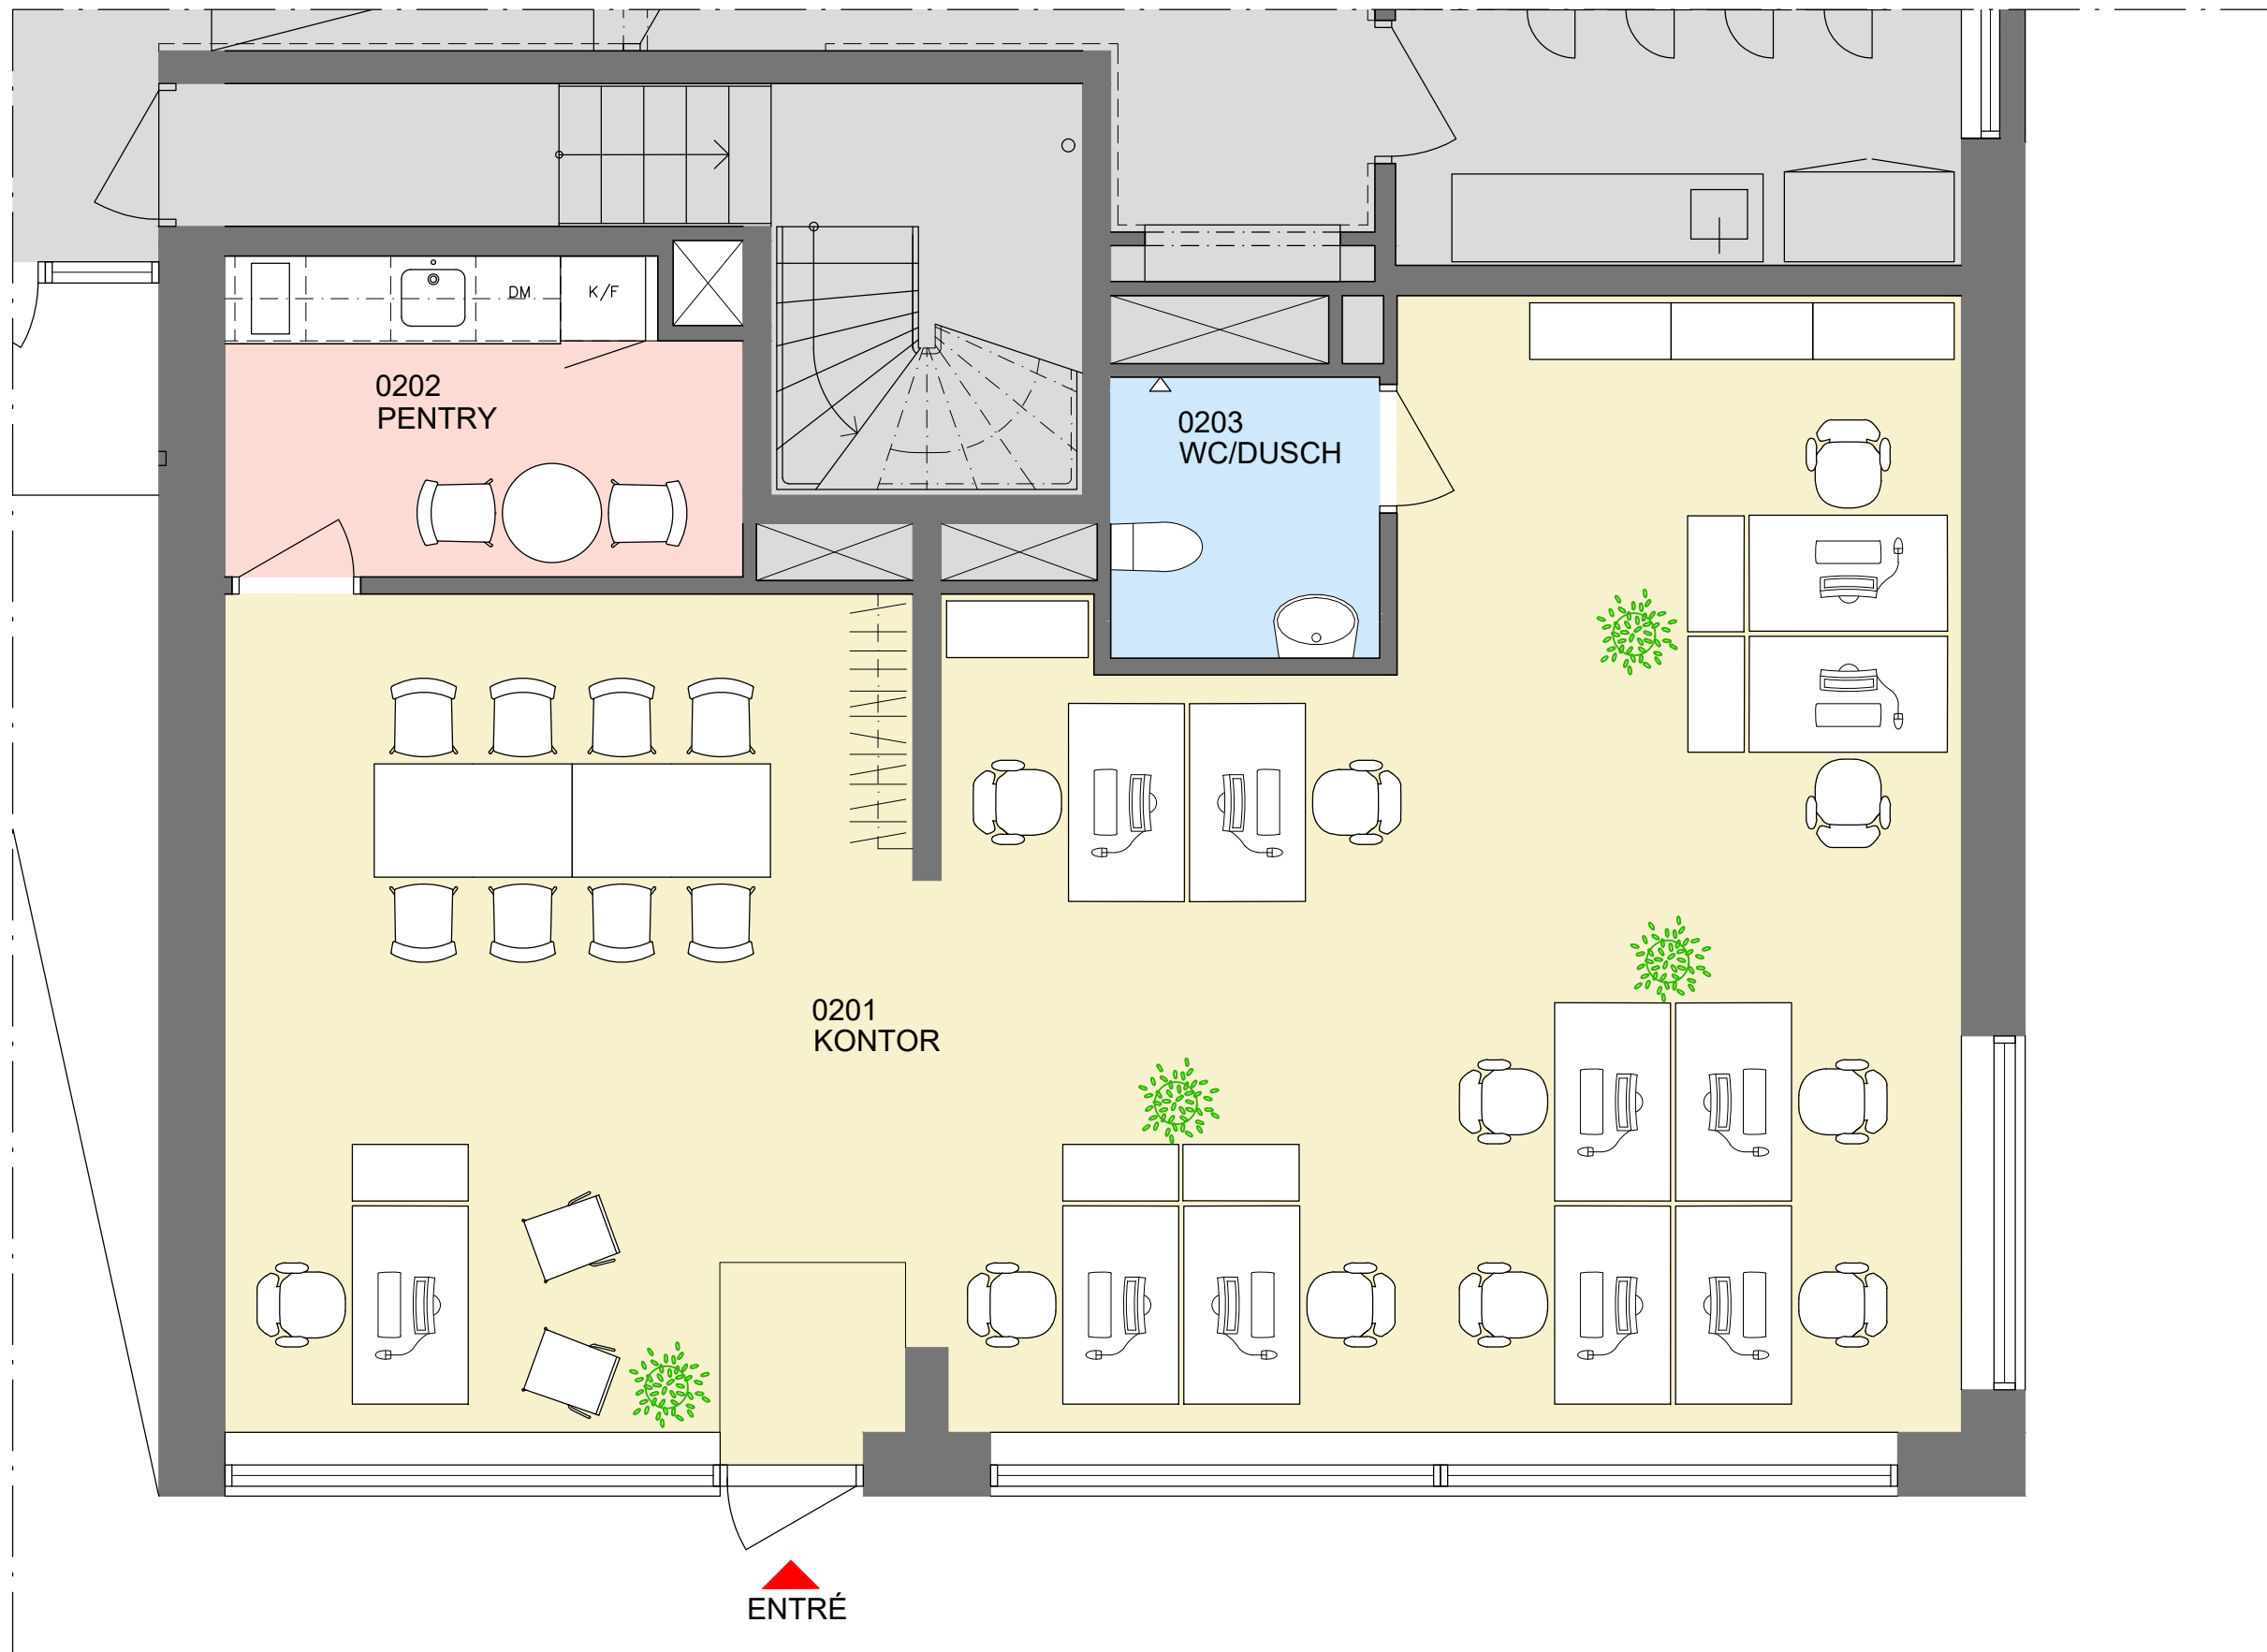 DM
K/F
0202
PENTRY
0203
WC/DUSCH
0201
KONTOR
ENTRÉ